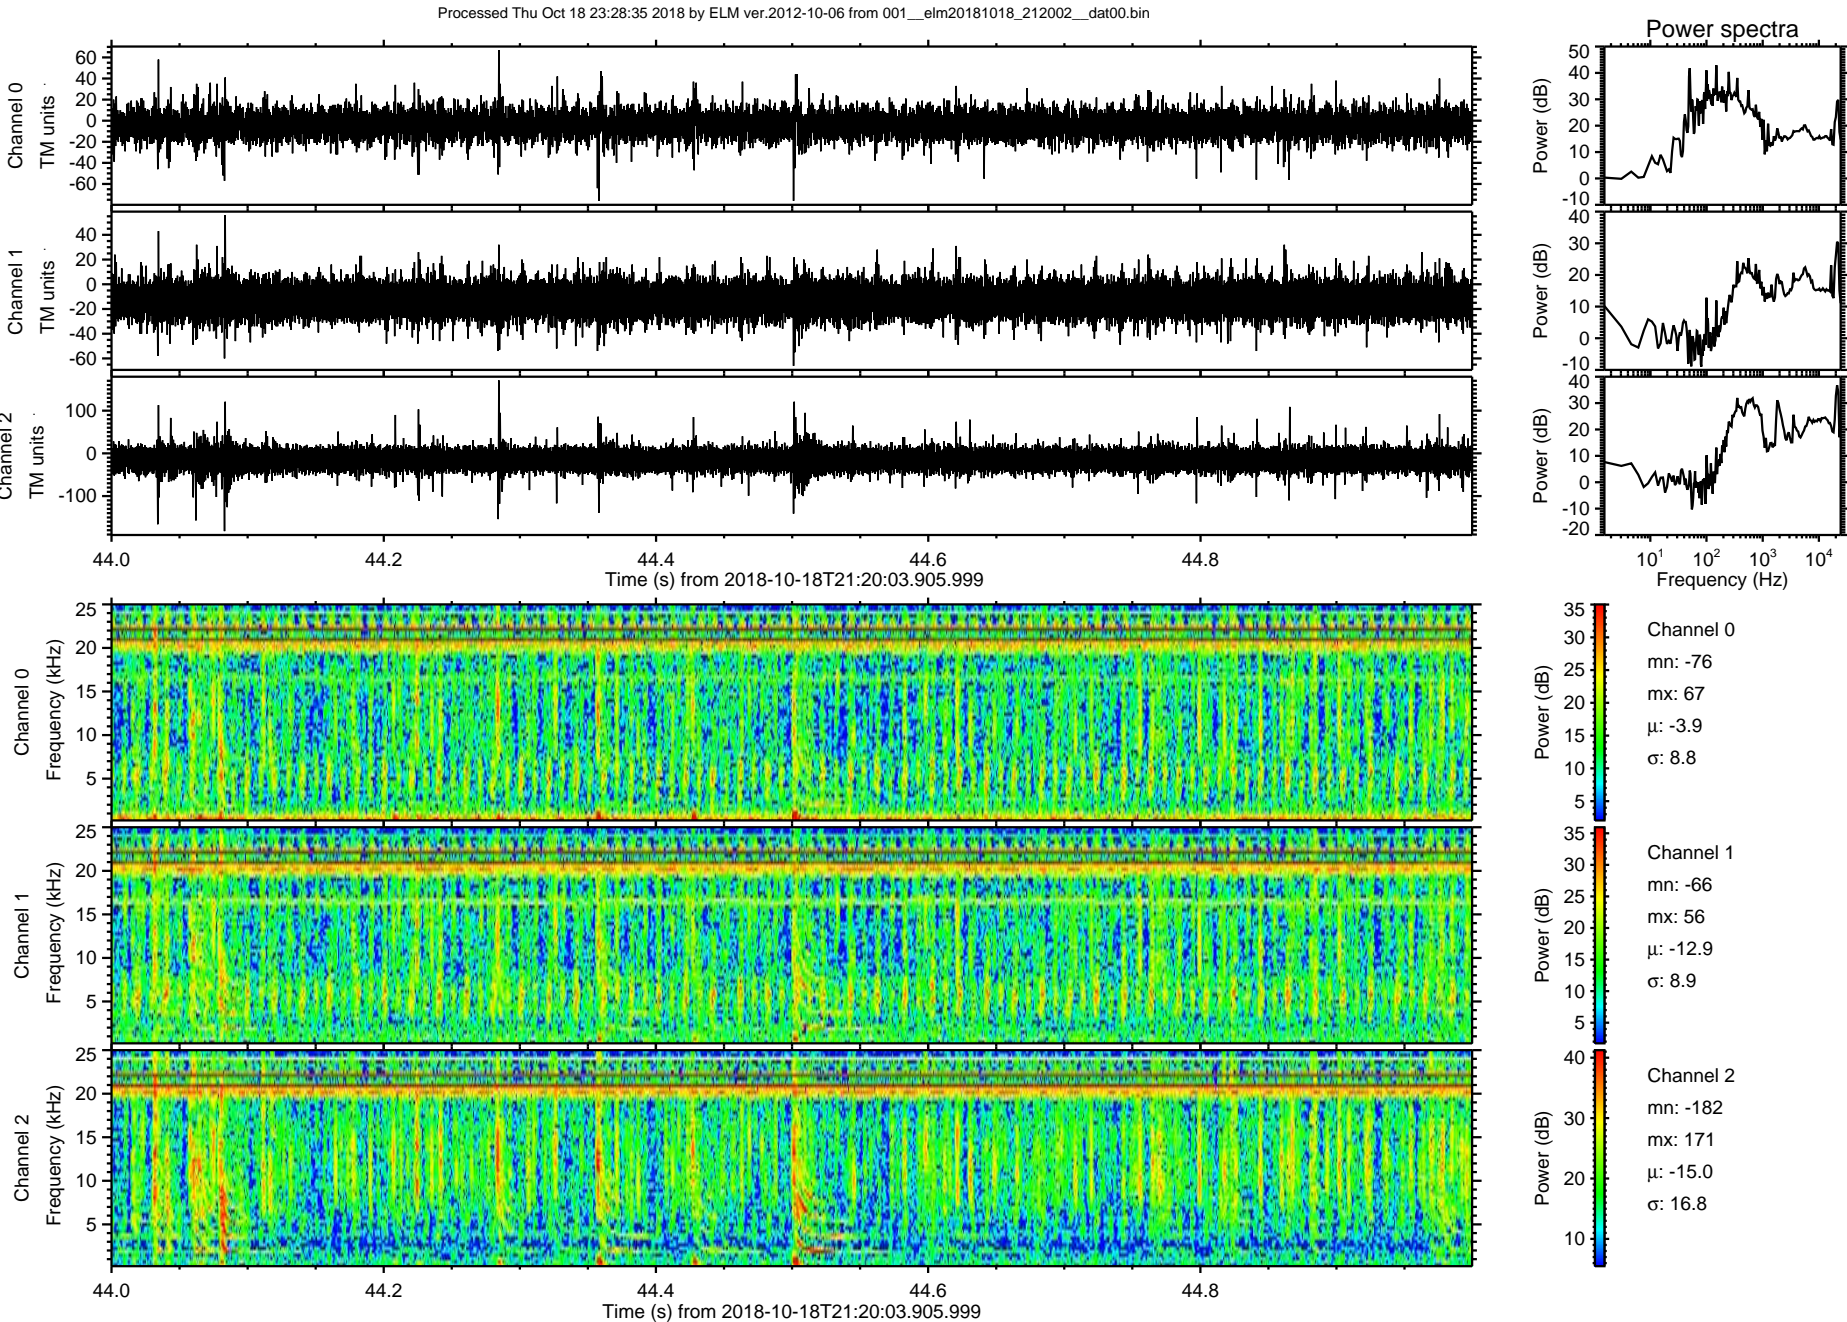 Processed Thu Oct 18 23:28:35 2018 by ELM ver.2012-10-06 from 001__elm20181018_212002__dat00.bin
Power spectra
Channel 0
TM units
60
40
20
0
-20
-40
-60
Power (dB)
50
40
30
20
10
0
-10
Channel 1
TM units
40
20
0
-20
-40
-60
Power (dB)
40
30
20
10
0
-10
Channel 2
TM units
100
0
-100
Power (dB)
40
30
20
10
0
-10
-20
44.0 44.2 44.4 44.6 44.8
Time (s) from 2018-10-18T21:20:03.905.999
10¹ 10² 10³ 10⁴
Frequency (Hz)
Channel 0
Frequency (kHz)
25
20
15
10
5
Power (dB)
35
30
25
20
15
10
5
Channel 0
mn: -76
mx: 67
μ: -3.9
σ: 8.8
Channel 1
Frequency (kHz)
25
20
15
10
5
Power (dB)
35
30
25
20
15
10
5
Channel 1
mn: -66
mx: 56
μ: -12.9
σ: 8.9
Channel 2
Frequency (kHz)
25
20
15
10
5
Power (dB)
40
30
20
10
Channel 2
mn: -182
mx: 171
μ: -15.0
σ: 16.8
44.0 44.2 44.4 44.6 44.8
Time (s) from 2018-10-18T21:20:03.905.999